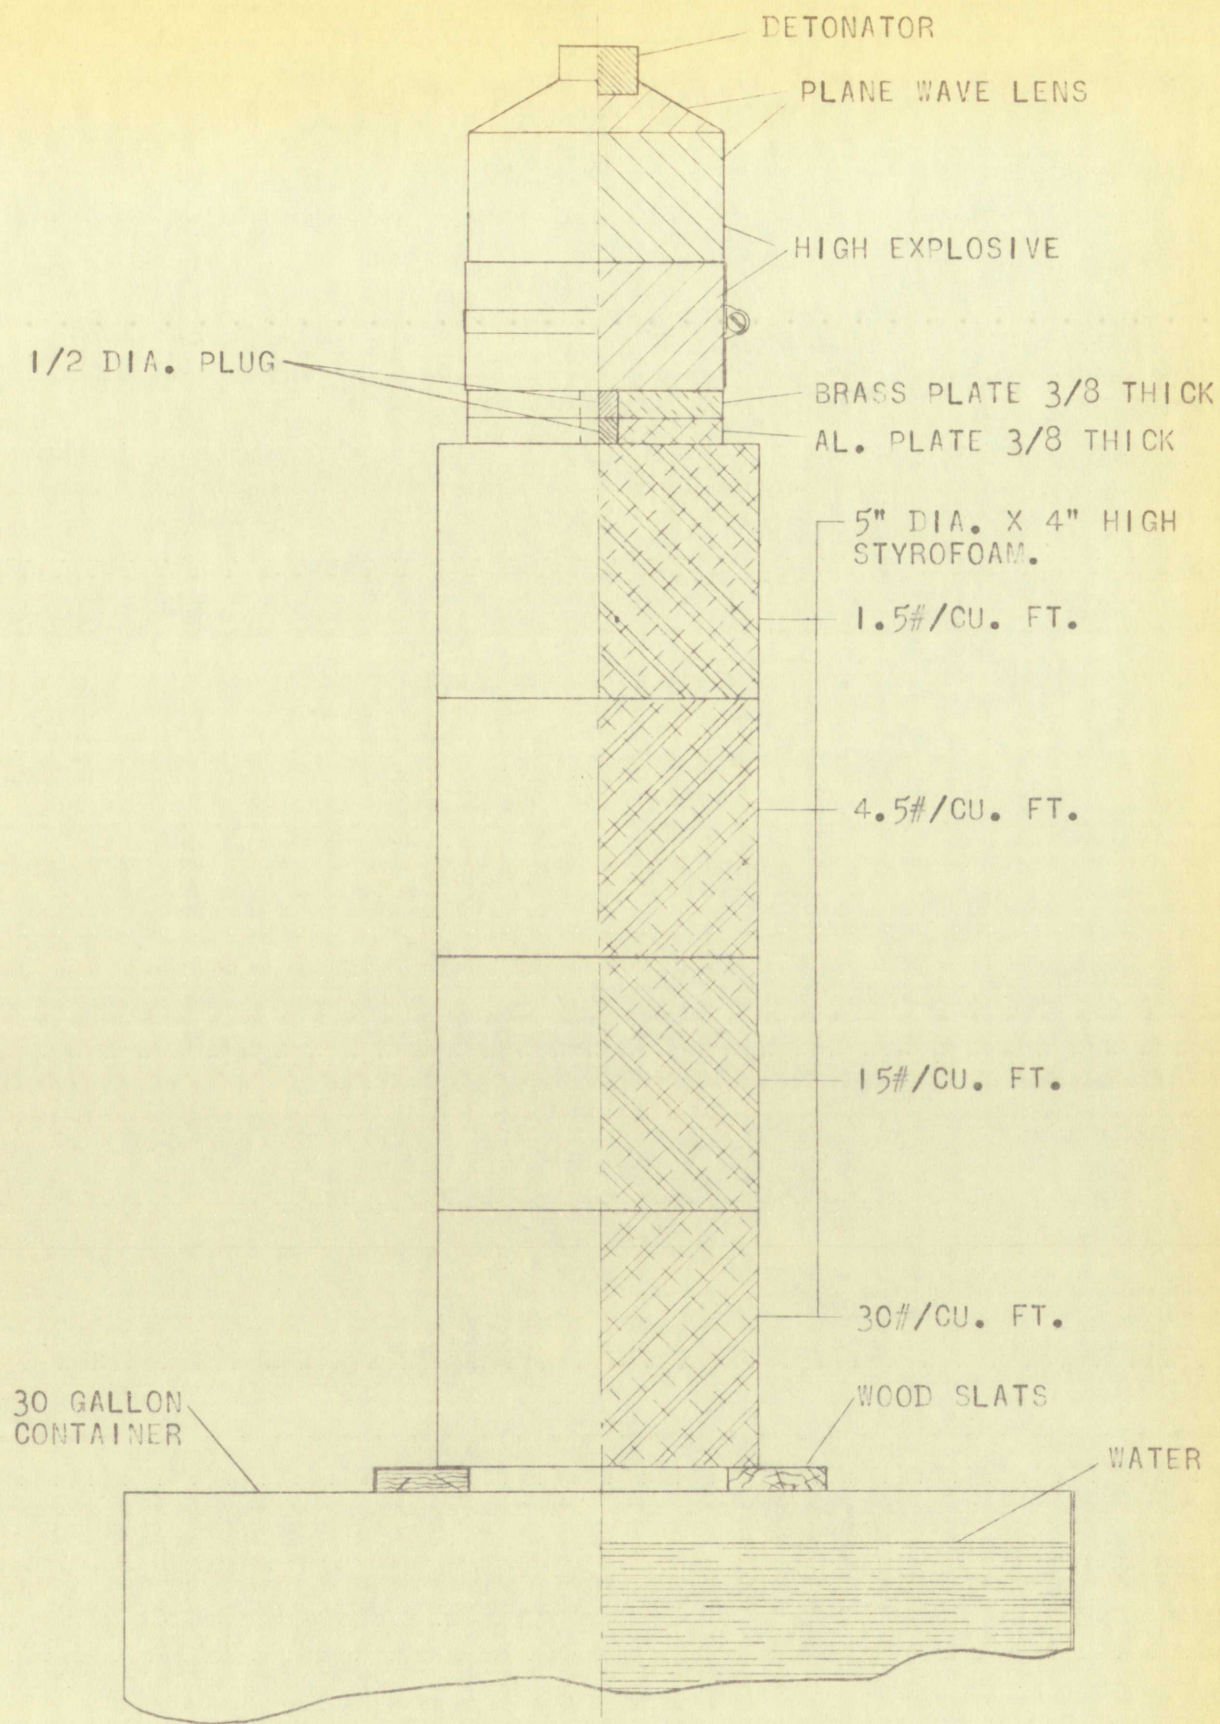 DETONATOR
PLANE WAVE LENS
HIGH EXPLOSIVE
1/2 DIA. PLUG
BRASS PLATE 3/8 THICK
AL. PLATE 3/8 THICK
5" DIA. X 4" HIGH
STYROFOAM.
1.5#/CU. FT.
4.5#/CU. FT.
15#/CU. FT.
30#/CU. FT.
30 GALLON
CONTAINER
WOOD SLATS
WATER